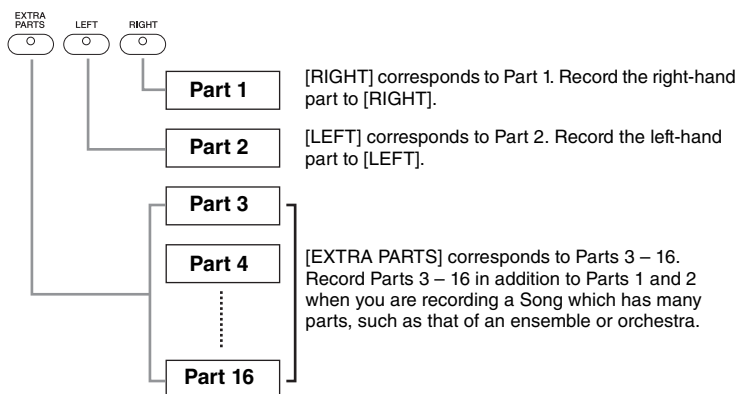 EXTRA
PARTS
LEFT
RIGHT
Part 1
[RIGHT] corresponds to Part 1. Record the right-hand
part to [RIGHT].
Part 2
[LEFT] corresponds to Part 2. Record the left-hand
part to [LEFT].
Part 3
Part 4
[EXTRA PARTS] corresponds to Parts 3 – 16.
Record Parts 3 – 16 in addition to Parts 1 and 2
when you are recording a Song which has many
parts, such as that of an ensemble or orchestra.
Part 16